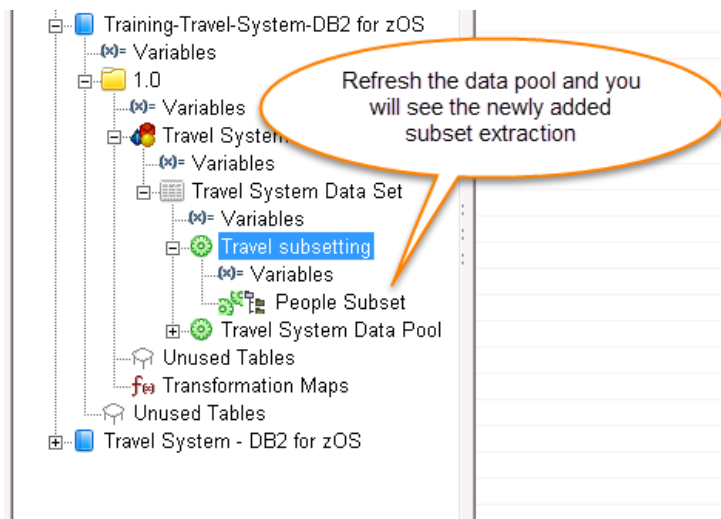 Training-Travel-System-DB2 for zOS
(x)= Variables
1.0
(x)= Variables
Travel System
(x)= Variables
Travel System Data Set
(x)= Variables
Travel subsetting
(x)= Variables
People Subset
Travel System Data Pool
Unused Tables
f(x) Transformation Maps
Unused Tables
Travel System - DB2 for zOS
Refresh the data pool and you
will see the newly added
subset extraction